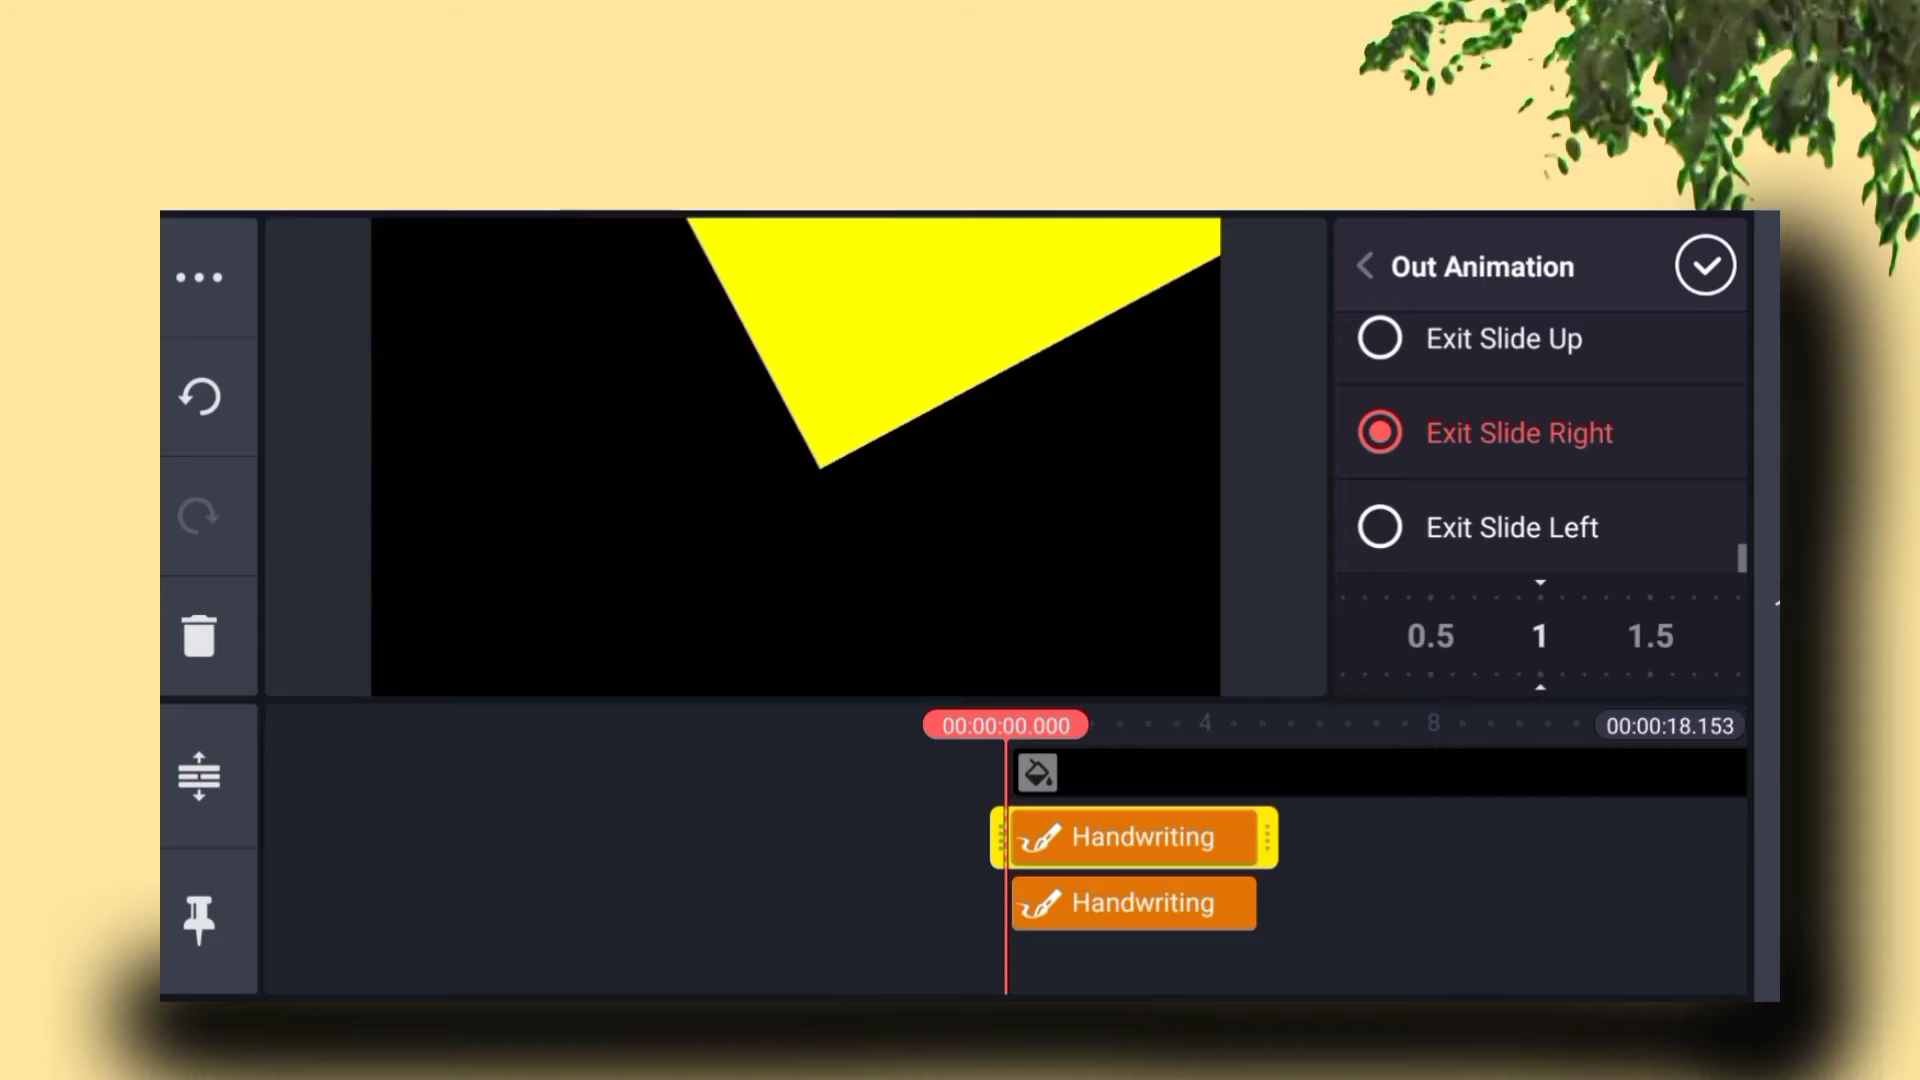 Out Animation
Exit Slide Up
Exit Slide Right
Exit Slide Left
0.5 1 1.5
00:00:00.000 4 8 00:00:18.153
Handwriting
Handwriting